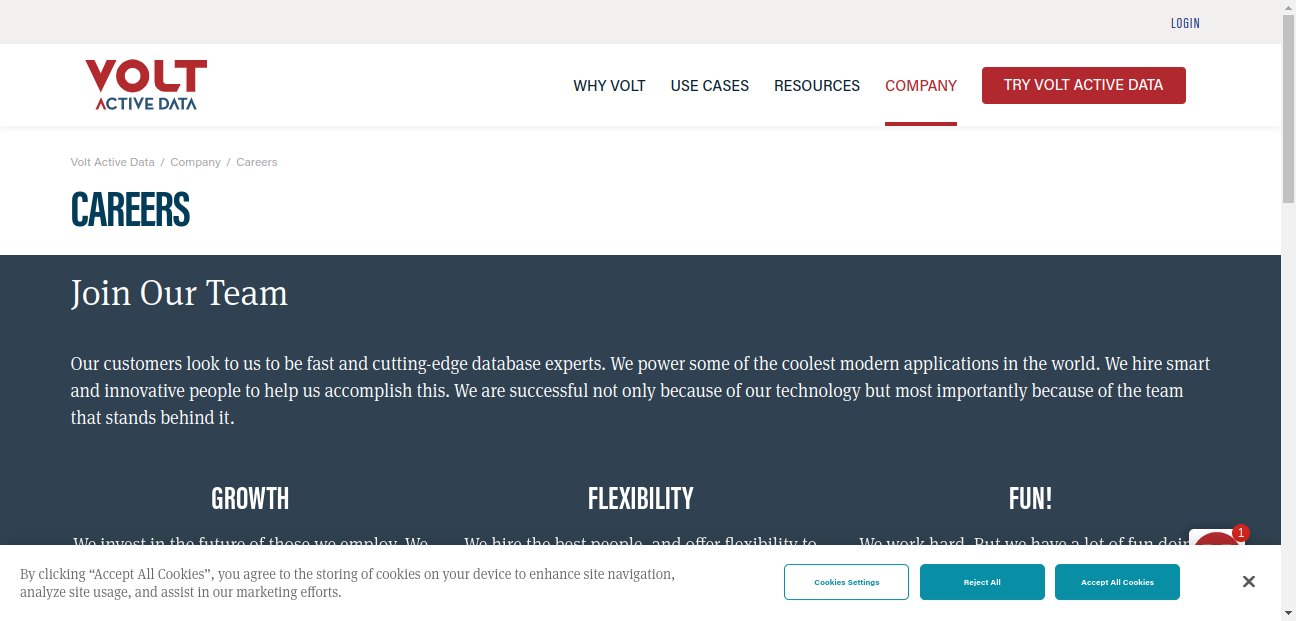 LOGIN
VOLT
ACTIVE DATA
WHY VOLT
USE CASES
RESOURCES
COMPANY
TRY VOLT ACTIVE DATA
Volt Active Data / Company / Careers
CAREERS
Join Our Team
Our customers look to us to be fast and cutting-edge database experts. We power some of the coolest modern applications in the world. We hire smart
and innovative people to help us accomplish this. We are successful not only because of our technology but most importantly because of the team
that stands behind it.
GROWTH
FLEXIBILITY
FUN!
We invest in the future of those we employ. We
We hire the best people, and offer flexibility to
We work hard. But we have a lot of fun doin
1
By clicking “Accept All Cookies”, you agree to the storing of cookies on your device to enhance site navigation,
analyze site usage, and assist in our marketing efforts.
Cookies Settings
Reject All
Accept All Cookies